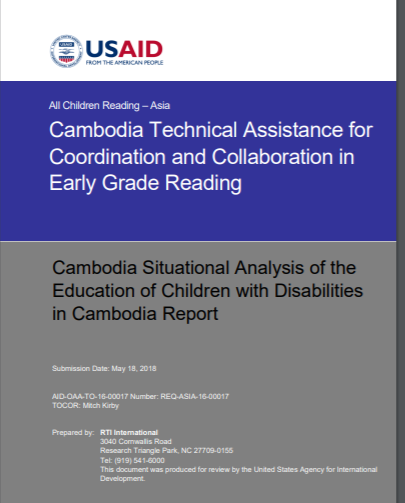 USAID
FROM THE AMERICAN PEOPLE
All Children Reading – Asia
Cambodia Technical Assistance for
Coordination and Collaboration in
Early Grade Reading
Cambodia Situational Analysis of the
Education of Children with Disabilities
in Cambodia Report
Submission Date: May 18, 2018
AID-OAA-TO-16-00017 Number: REQ-ASIA-16-00017
TOCOR: Mitch Kirby
Prepared by: RTI International
3040 Cornwallis Road
Research Triangle Park, NC 27709-0155
Tel: (919) 541-6000
This document was produced for review by the United States Agency for International
Development.